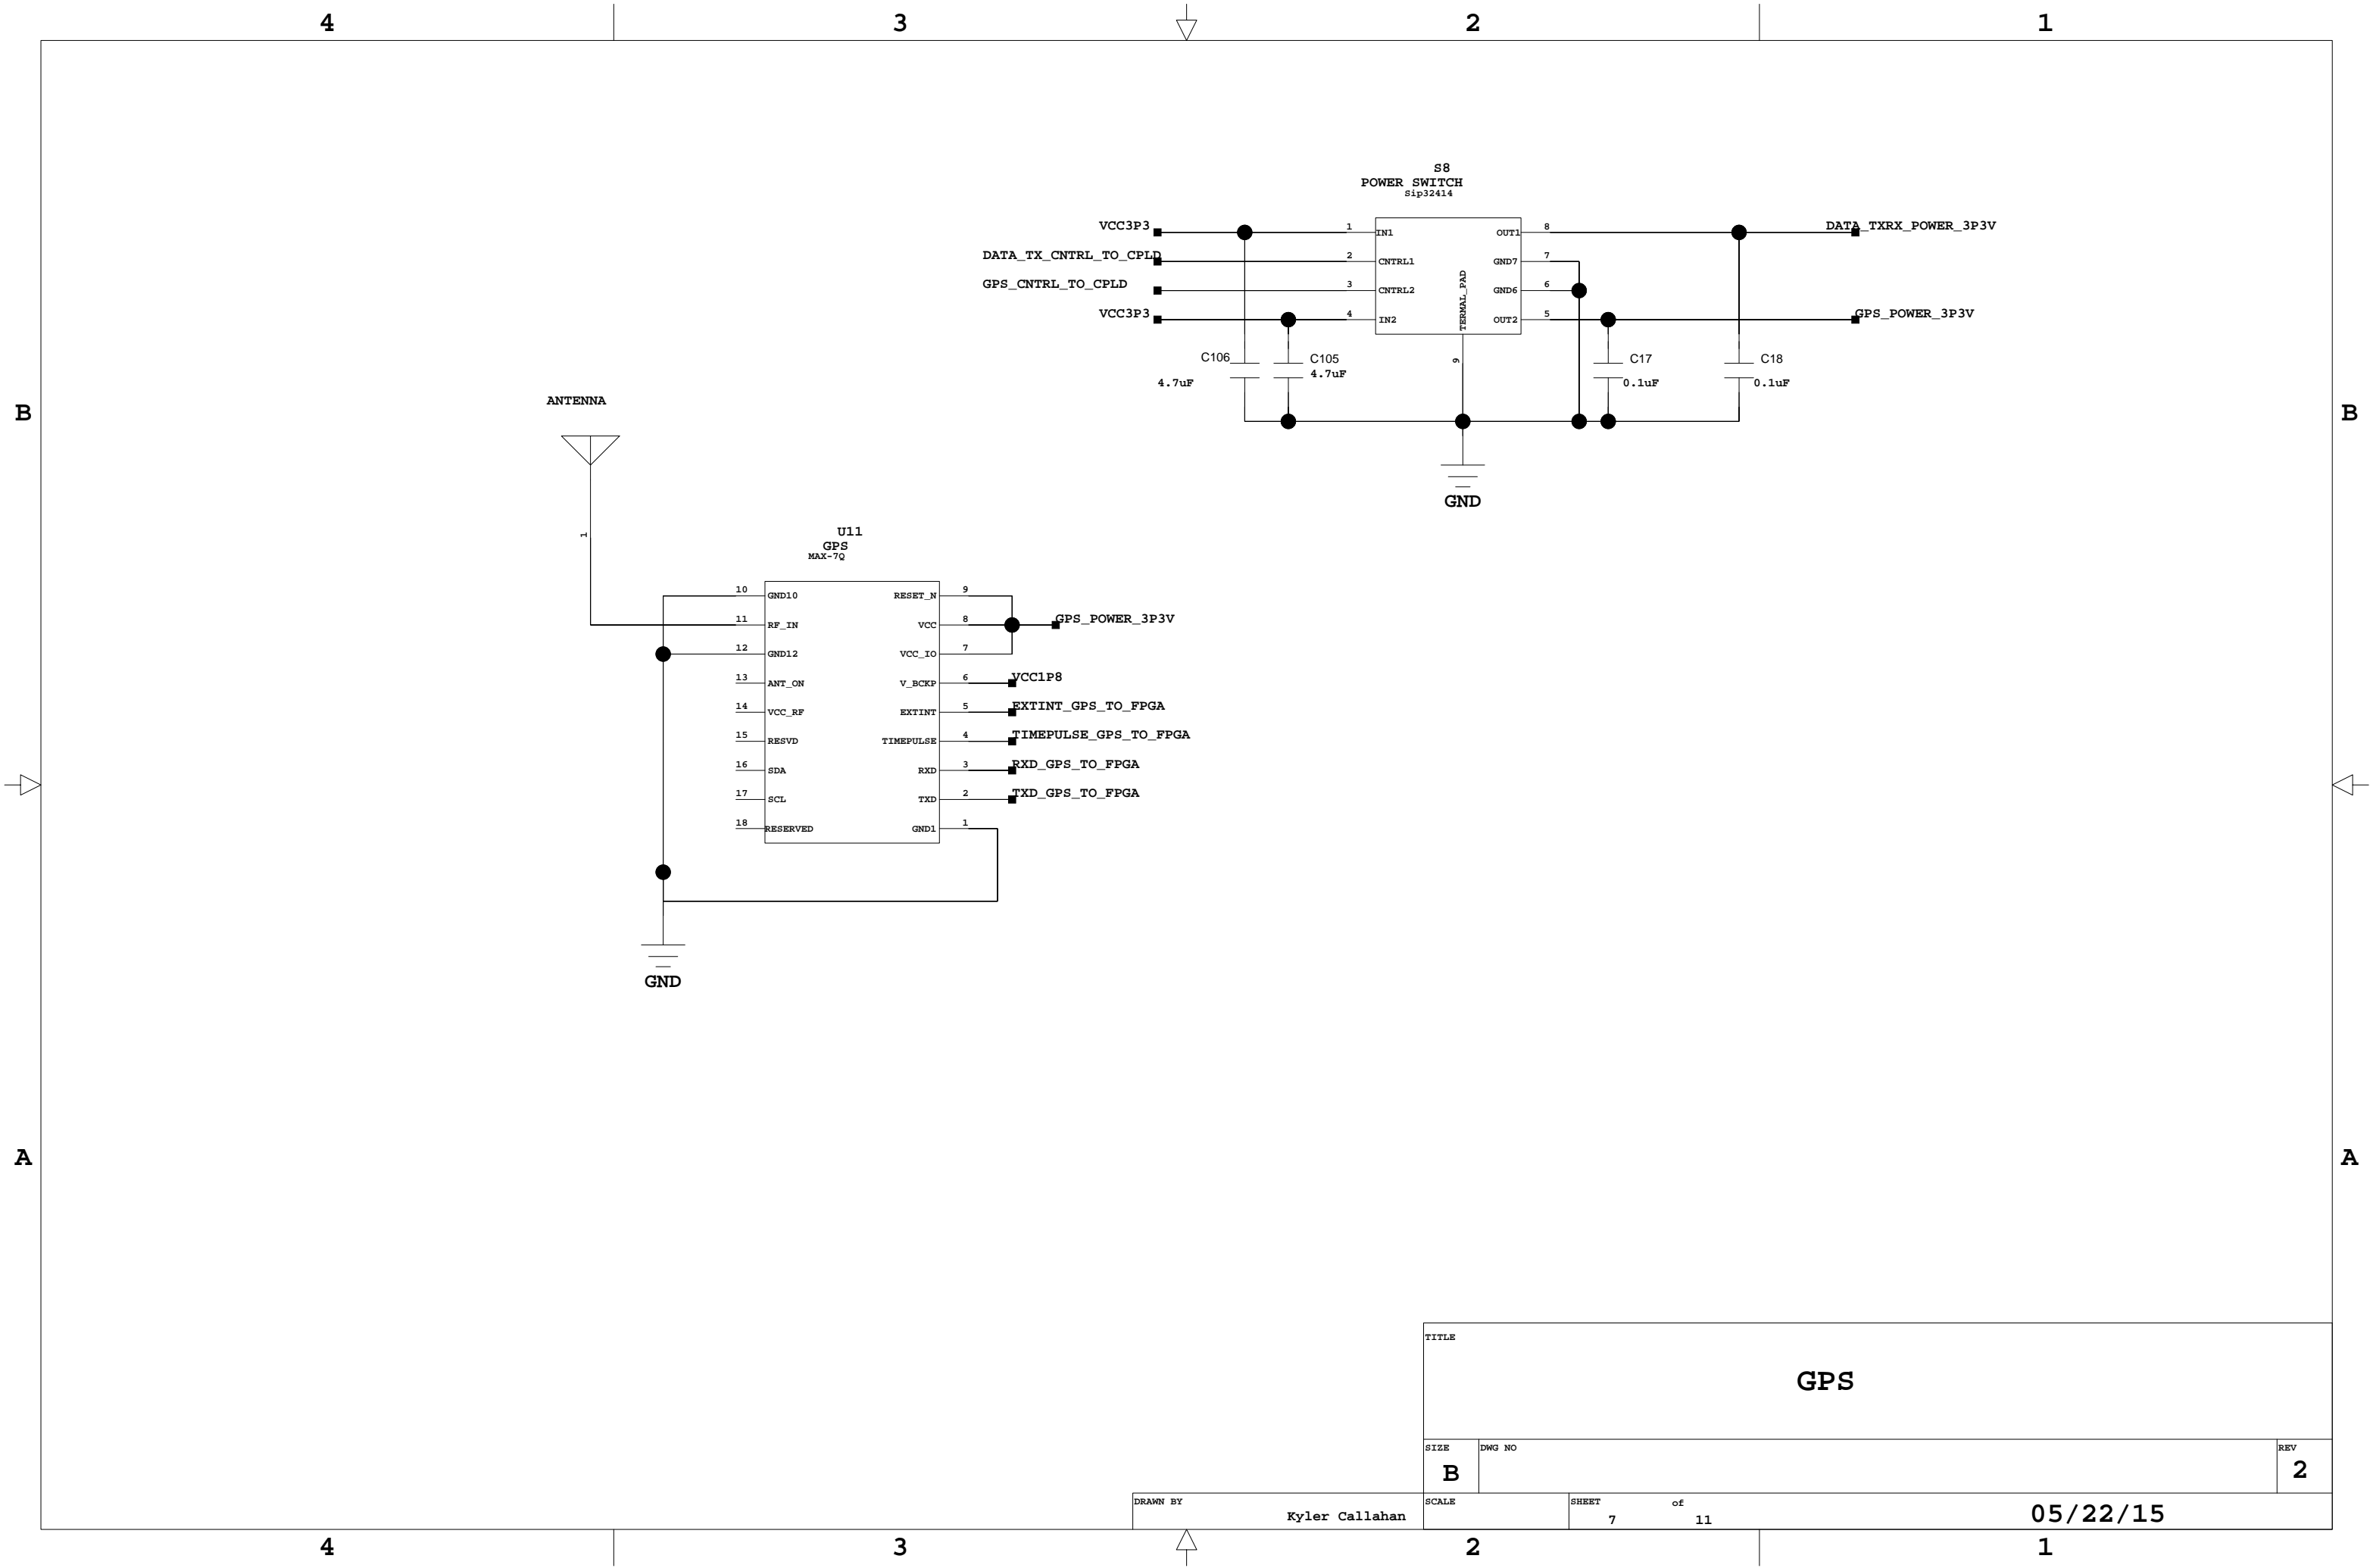 4 3 2 1
S8
POWER SWITCH
Sip32414
VCC3P3 1 IN1 OUT1 8 DATA_TXRX_POWER_3P3V
DATA_TX_CNTRL_TO_CPLD 2 CNTRL1 GND7 7
GPS_CNTRL_TO_CPLD 3 CNTRL2 GND6 6
VCC3P3 4 IN2 OUT2 5 GPS_POWER_3P3V
TERMAL_PAD
9
C106 C105 C17 C18
4.7uF 4.7uF 0.1uF 0.1uF
B B
ANTENNA
GND
1
U11
GPS
MAX-7Q
10 GND10 RESET_N 9
11 RF_IN VCC 8 GPS_POWER_3P3V
12 GND12 VCC_IO 7
13 ANT_ON V_BCKP 6 VCC1P8
14 VCC_RF EXTINT 5 EXTINT_GPS_TO_FPGA
15 RESVD TIMEPULSE 4 TIMEPULSE_GPS_TO_FPGA
16 SDA RXD 3 RXD_GPS_TO_FPGA
17 SCL TXD 2 TXD_GPS_TO_FPGA
18 RESERVED GND1 1
GND
A A
TITLE
GPS
SIZE DWG NO REV
B 2
DRAWN BY SCALE SHEET of
Kyler Callahan 7 11 05/22/15
4 3 2 1